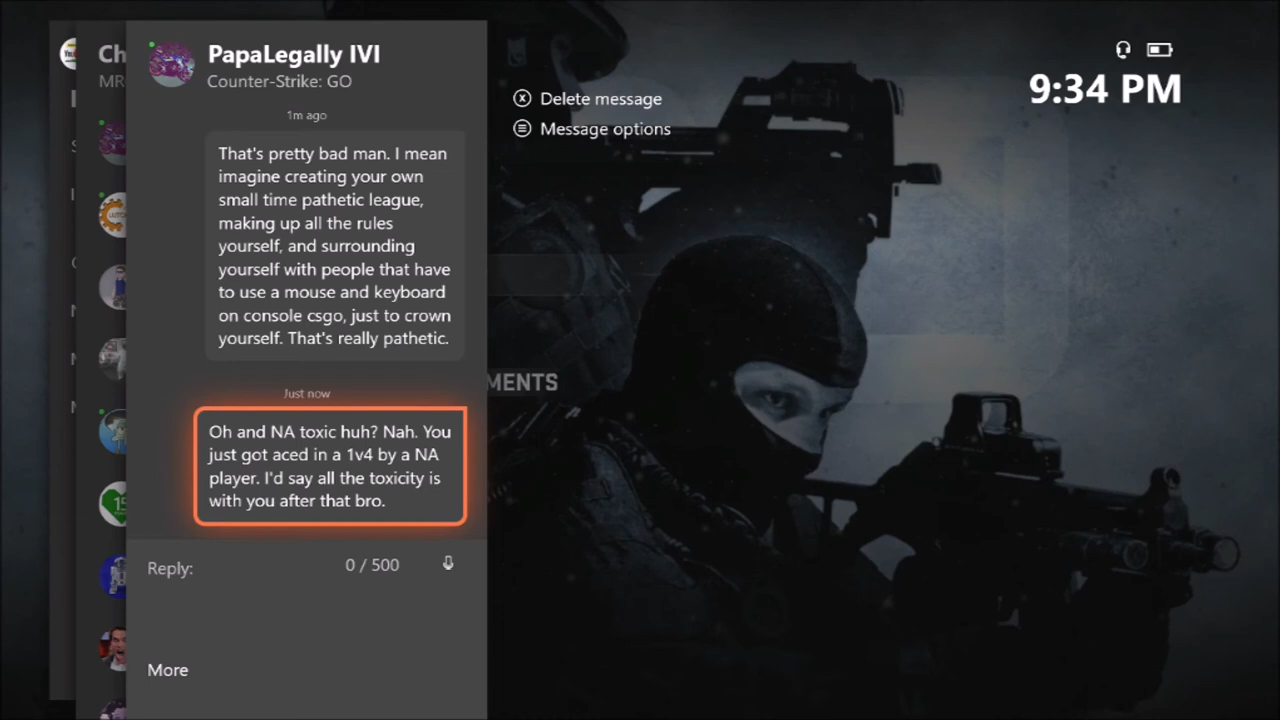 Ch
MR
PapaLegally IVI
Counter-Strike: GO
1m ago
That's pretty bad man. I mean
imagine creating your own
small time pathetic league,
making up all the rules
yourself, and surrounding
yourself with people that have
to use a mouse and keyboard
on console csgo, just to crown
yourself. That's really pathetic.
Just now
Oh and NA toxic huh? Nah. You
just got aced in a 1v4 by a NA
player. I'd say all the toxicity is
with you after that bro.
Reply:
0 / 500
More
Delete message
Message options
MENTS
9:34 PM